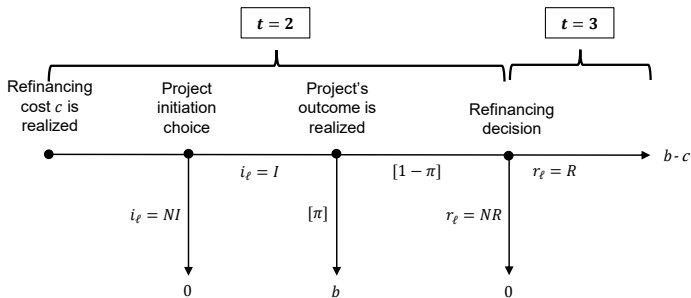 t = 2
t = 3
Refinancing
cost c is
realized
Project
initiation
choice
Project's
outcome is
realized
Refinancing
decision
b - c
i_ℓ = I
[1 − π]
r_ℓ = R
i_ℓ = NI
[π]
r_ℓ = NR
0
b
0